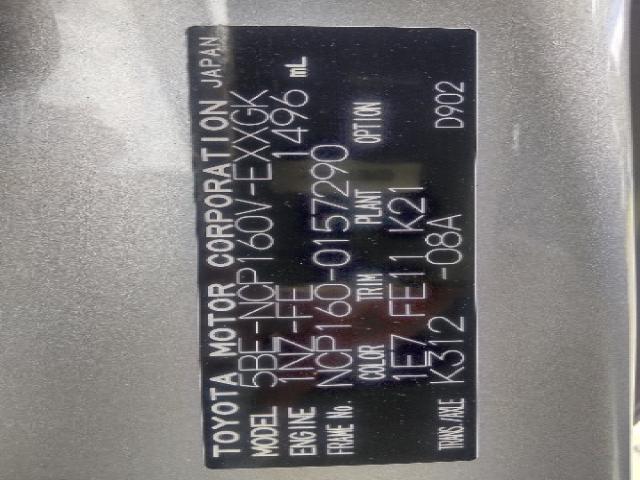 TOYOTA MOTOR CORPORATION JAPAN
MODEL 5BE-NCP160V-EXXGK
ENGINE 1NZ-FE 1496 mL
FRAME No. NCP160-0157290
COLOR TRIM PLANT OPTION
1E7 FE11 K21
TRANS./AXLE K312 -08A D902